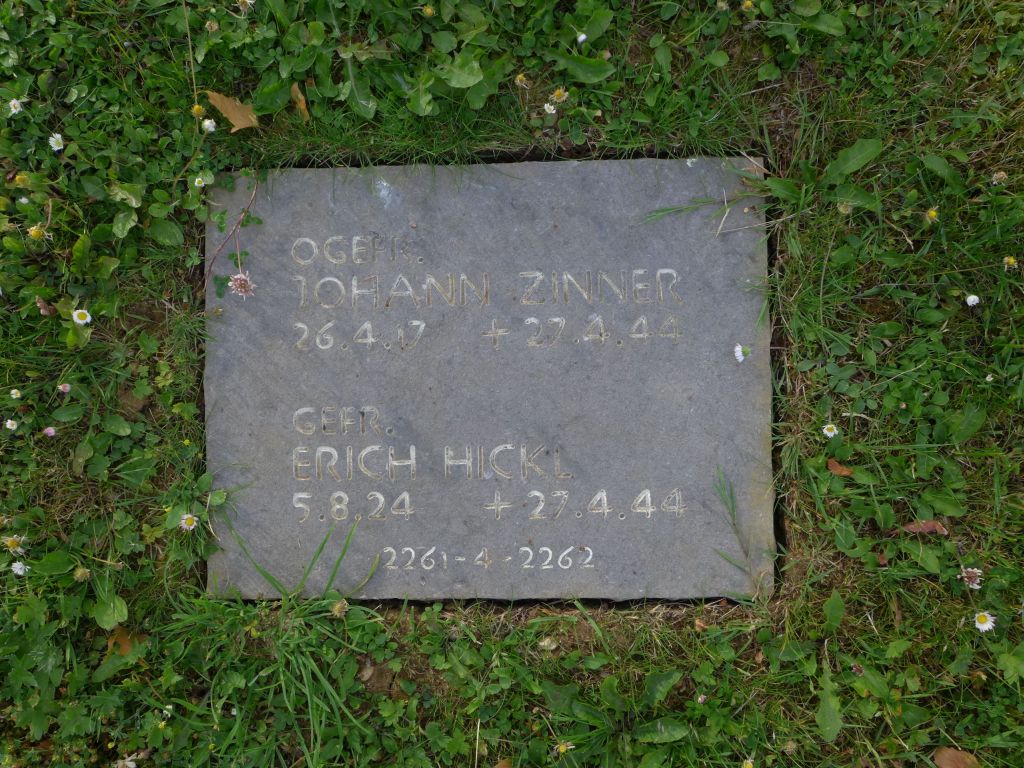 OGEFR.
JOHANN ZINNER
26.4.17 + 27.4.44
GEFR.
ERICH HICKL
5.8.24 + 27.4.44
2261-4-2262